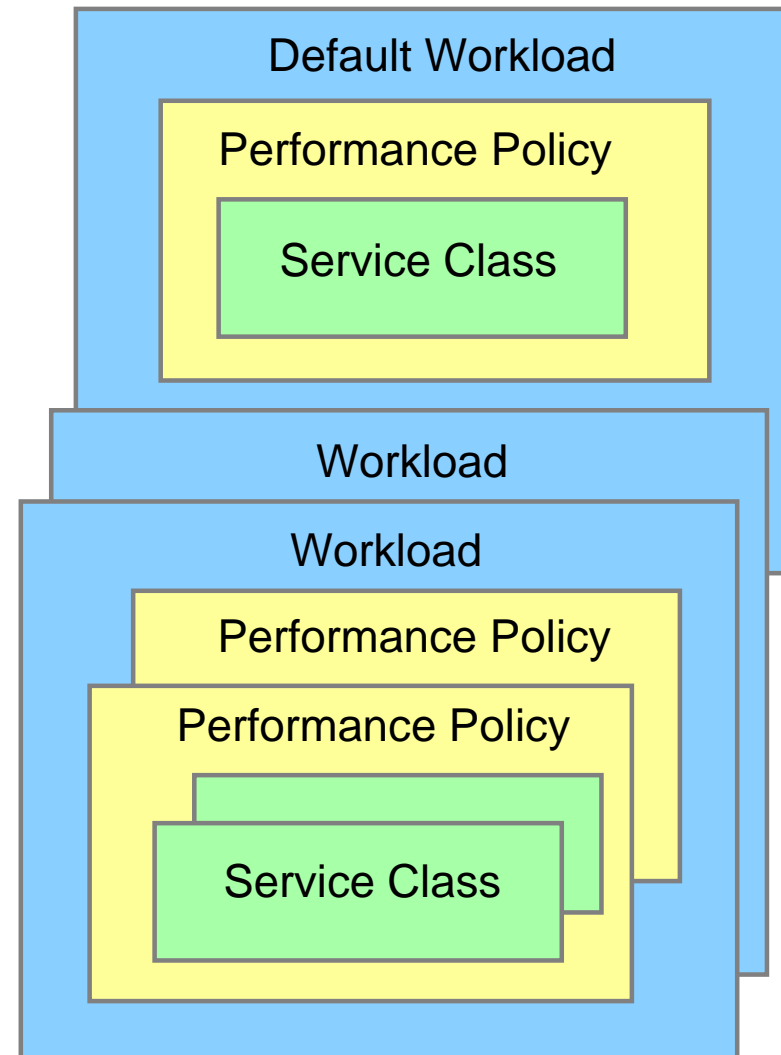 Default Workload
Performance Policy
Service Class
Workload
Workload
Performance Policy
Performance Policy
Service Class